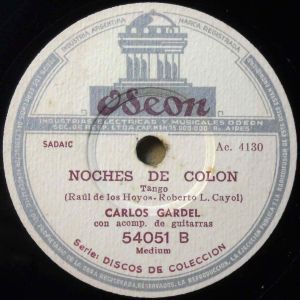 INDUSTRIA ARGENTINA
MARCA REGISTRADA
Odeon
INDUSTRIAS ELECTRICAS Y MUSICALES ODEON
SADAIC
Ac. 4130
NOCHES DE COLON
Tango
(Raúl de los Hoyos-Roberto L. Cayol)
CARLOS GARDEL
con acomp. de guitarras
54051 B
Medium
Serie: DISCOS DE COLECCION